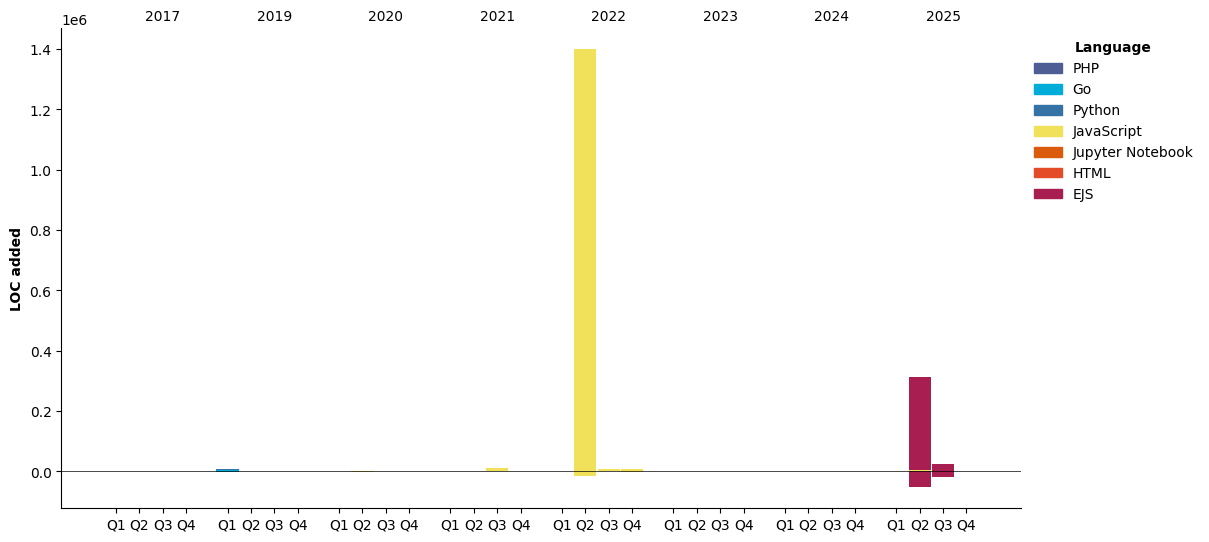 1e6
2017 2019 2020 2021 2022 2023 2024 2025
1.4
1.2
1.0
0.8
0.6
0.4
0.2
0.0
LOC added
Q1 Q2 Q3 Q4 Q1 Q2 Q3 Q4 Q1 Q2 Q3 Q4 Q1 Q2 Q3 Q4 Q1 Q2 Q3 Q4 Q1 Q2 Q3 Q4 Q1 Q2 Q3 Q4 Q1 Q2 Q3 Q4
Language
PHP
Go
Python
JavaScript
Jupyter Notebook
HTML
EJS